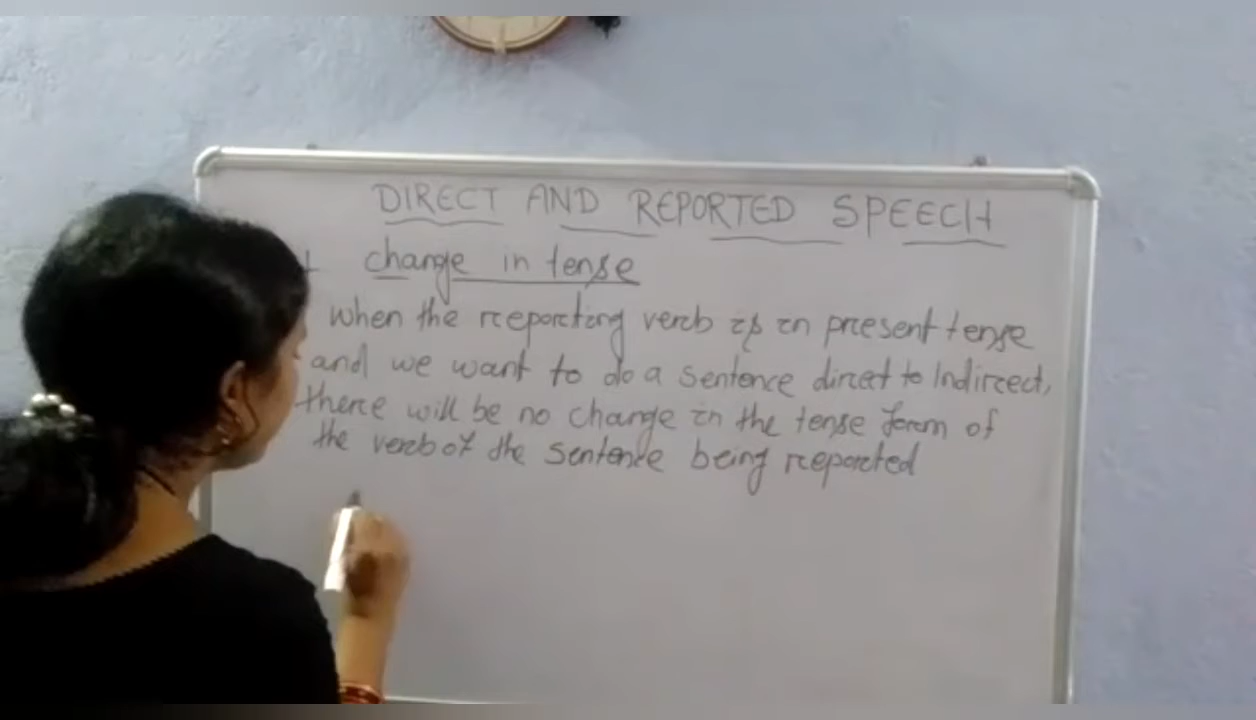 DIRECT AND REPORTED SPEECH
change in tense
when the reporting verb is in present tense
and we want to do a sentence direct to Indirect,
there will be no change in the tense form of
the verb of the sentence being reported